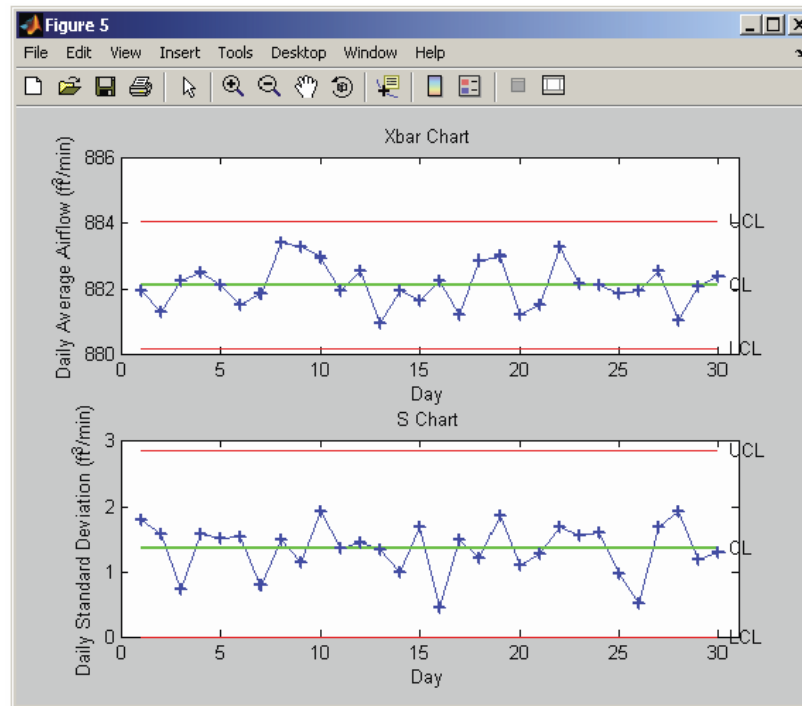 Figure 5
File Edit View Insert Tools Desktop Window Help
Xbar Chart
Daily Average Airflow (ft³/min)
886
884
882
880
UCL
CL
LCL
0 5 10 15 20 25 30
Day
S Chart
Daily Standard Deviation (ft³/min)
3
2
1
0
UCL
CL
LCL
0 5 10 15 20 25 30
Day